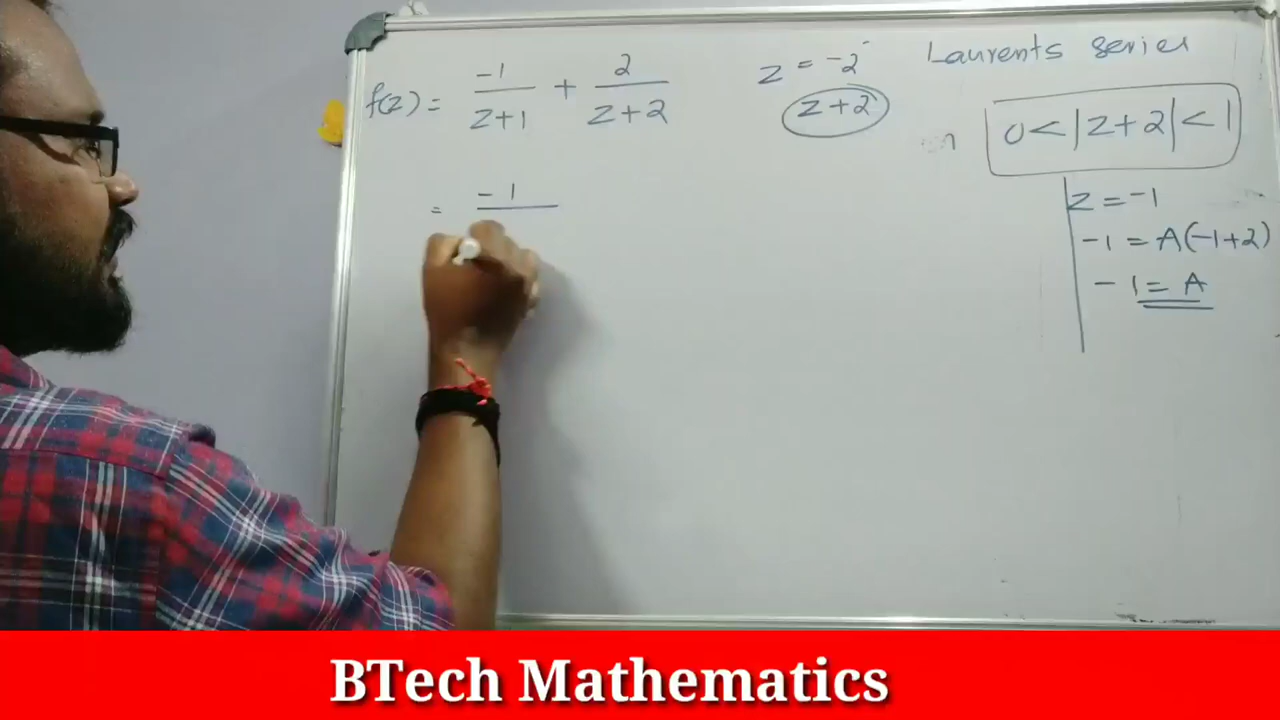 f(z) = -1/(z+1) + 2/(z+2)
z = -2
z+2
Laurents series
0<|z+2|<1
= -1
z = -1
-1 = A(-1+2)
-1 = A
BTech Mathematics